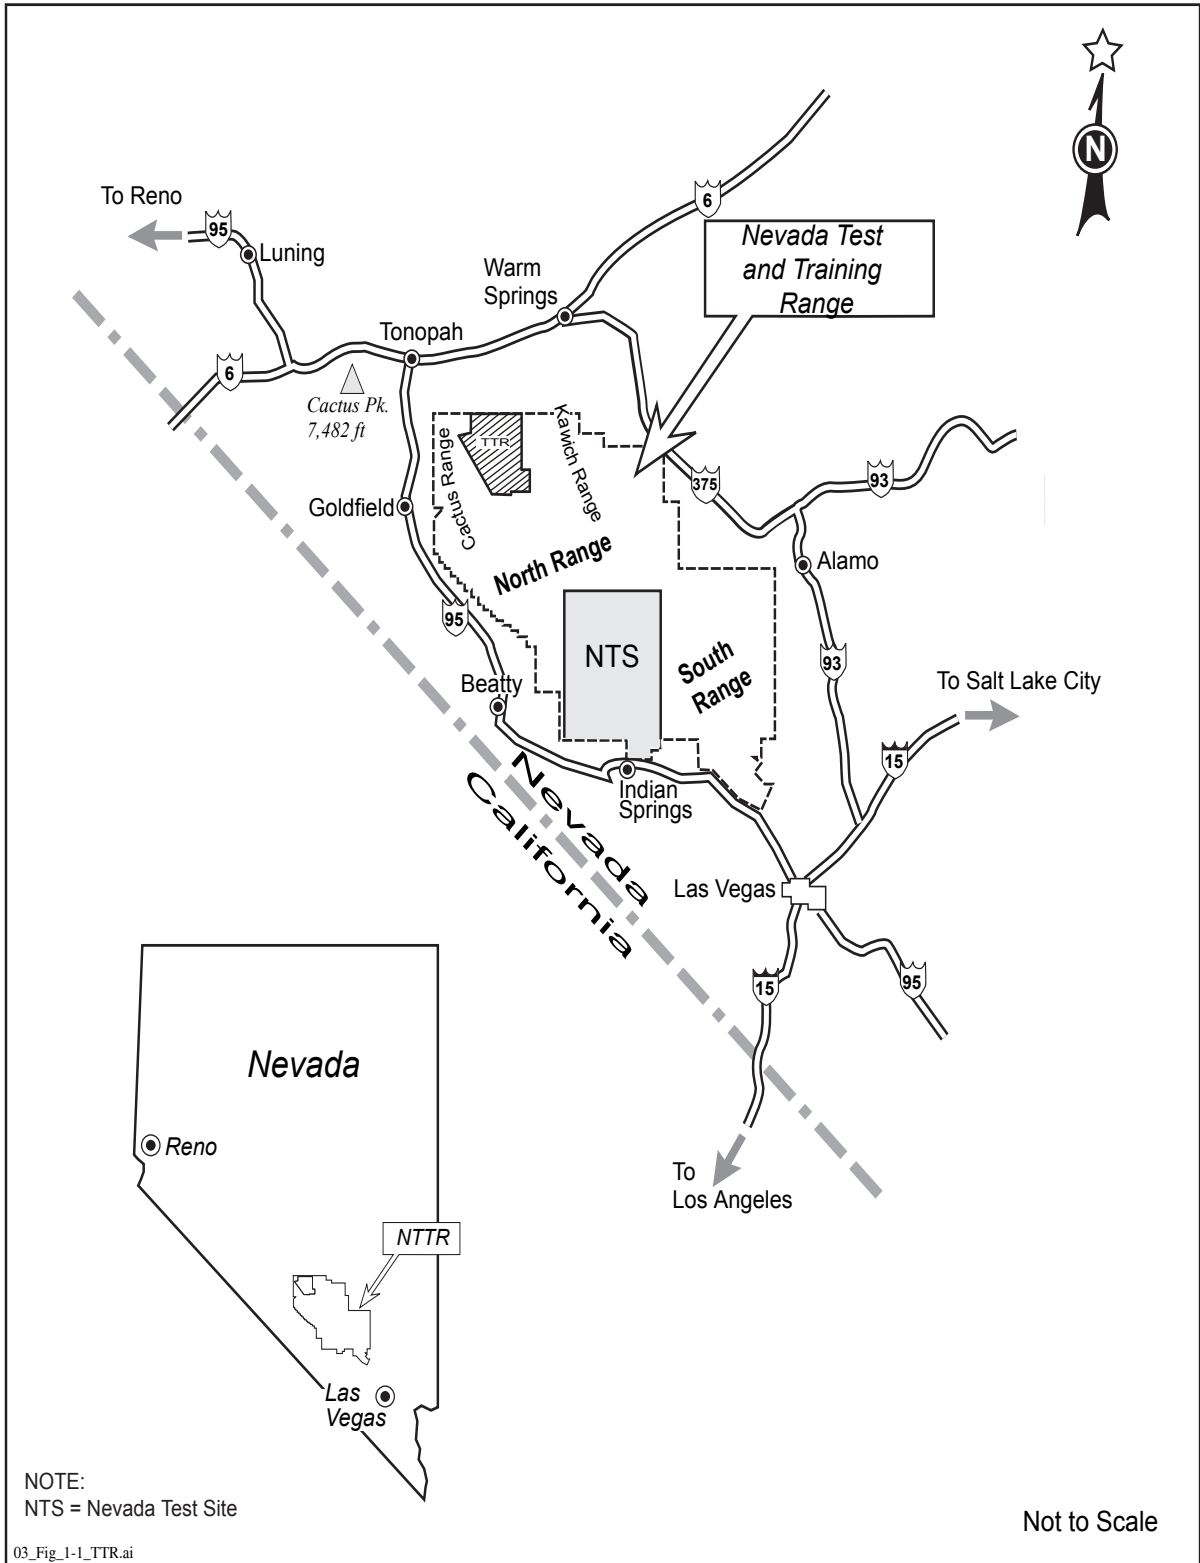 N
6
To Reno
95
Luning
Nevada Test
and Training
Range
Warm
Springs
Tonopah
6
Cactus Pk.
7,482 ft
Kawich Range
TTR
Cactus Range
375
93
Goldfield
North Range
Alamo
95
NTS
South
Range
93
Beatty
To Salt Lake City
15
Indian
Springs
Nevada
California
Las Vegas
15
95
To
Los Angeles
Nevada
Reno
NTTR
Las
Vegas
NOTE:
NTS = Nevada Test Site
Not to Scale
03_Fig_1-1_TTR.ai